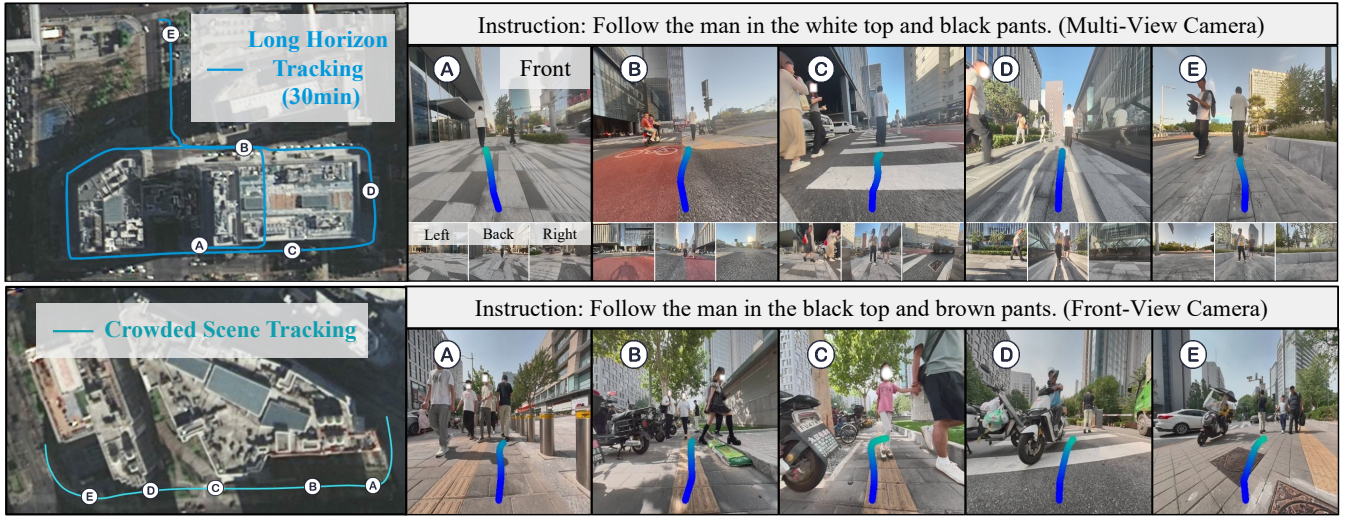 Long Horizon
Tracking
(30min)
E
B
D
A
C
Instruction: Follow the man in the white top and black pants. (Multi-View Camera)
A
Front
B
C
D
E
Left
Back
Right
Crowded Scene Tracking
E
D
C
B
A
Instruction: Follow the man in the black top and brown pants. (Front-View Camera)
A
B
C
D
E